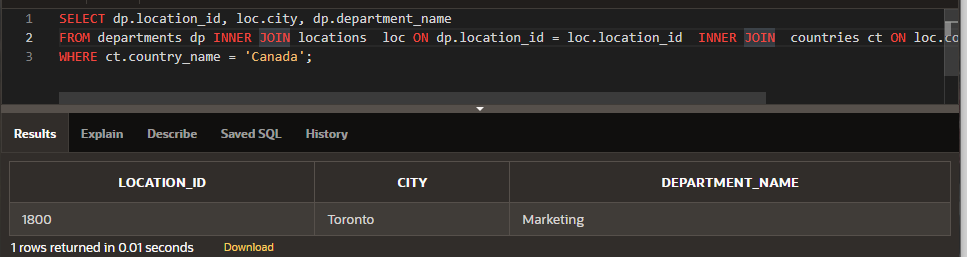 1 SELECT dp.location_id, loc.city, dp.department_name
2 FROM departments dp INNER JOIN locations  loc ON dp.location_id = loc.location_id  INNER JOIN  countries ct ON
3 WHERE ct.country_name = 'Canada';
Results Explain Describe Saved SQL History
LOCATION_ID CITY DEPARTMENT_NAME
1800 Toronto Marketing
1 rows returned in 0.01 seconds Download